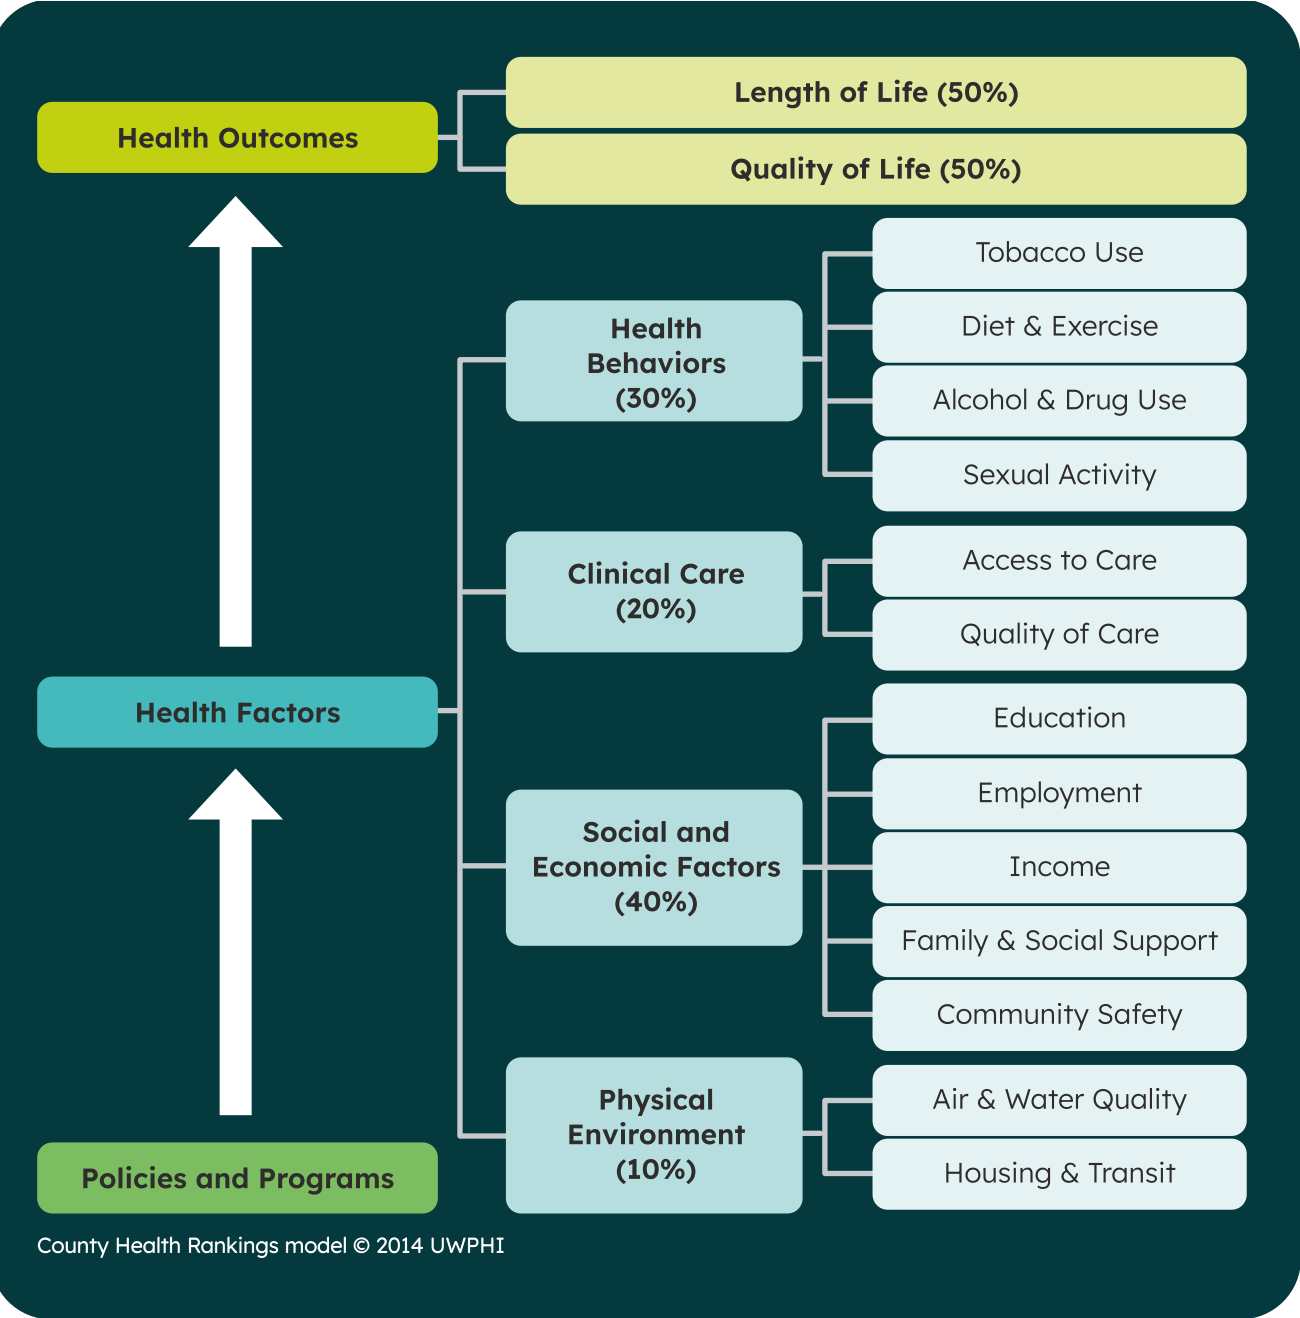 Health Outcomes
Length of Life (50%)
Quality of Life (50%)
Health Factors
Health
Behaviors
(30%)
Tobacco Use
Diet & Exercise
Alcohol & Drug Use
Sexual Activity
Clinical Care
(20%)
Access to Care
Quality of Care
Social and
Economic Factors
(40%)
Education
Employment
Income
Family & Social Support
Community Safety
Physical
Environment
(10%)
Air & Water Quality
Housing & Transit
Policies and Programs
County Health Rankings model © 2014 UWPHI